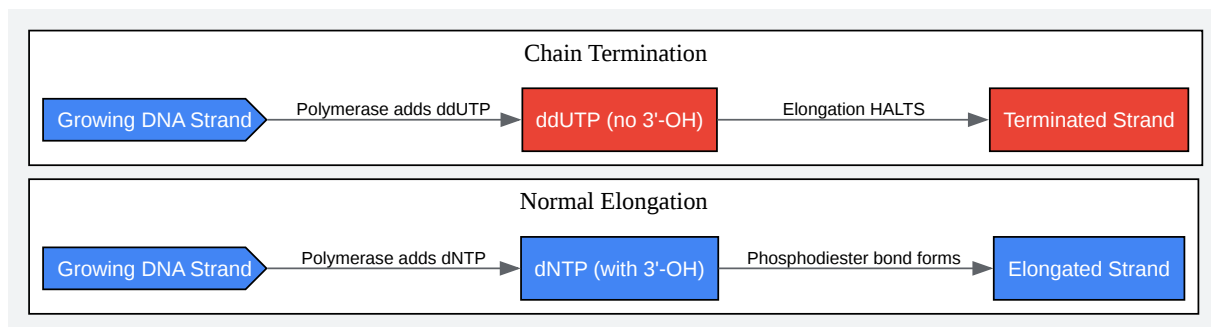 Chain Termination
Growing DNA Strand
Polymerase adds ddUTP
ddUTP (no 3'-OH)
Elongation HALTS
Terminated Strand
Normal Elongation
Growing DNA Strand
Polymerase adds dNTP
dNTP (with 3'-OH)
Phosphodiester bond forms
Elongated Strand